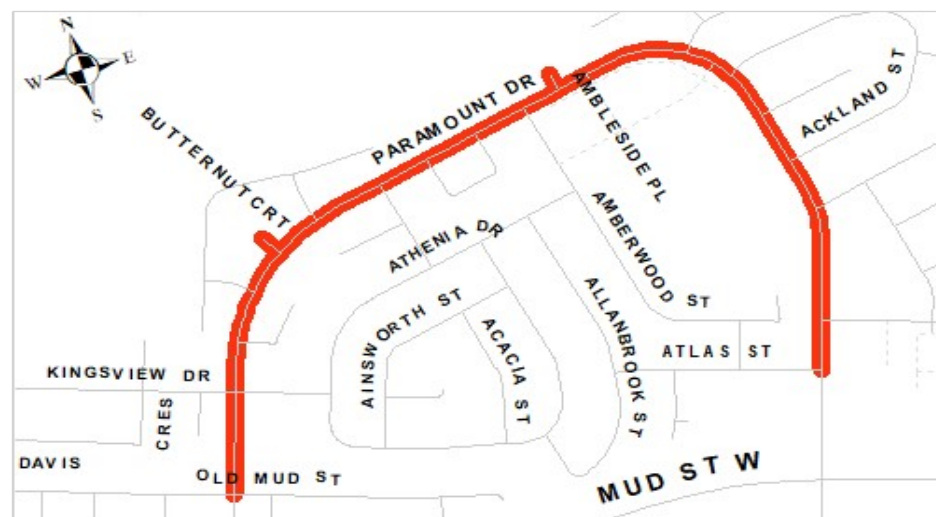 N
E
W
S
BUTTERNUT CRT
PARAMOUNT DR
AMBLESIDE PL
ACKLAND ST
ATHENIA DR
AMBERWOOD ST
AINSWORTH ST
ACACIA ST
ALLANBROOK ST
ATLAS ST
KINGSVIEW DR
CRES
DAVIS
OLD MUD ST
MUD ST W